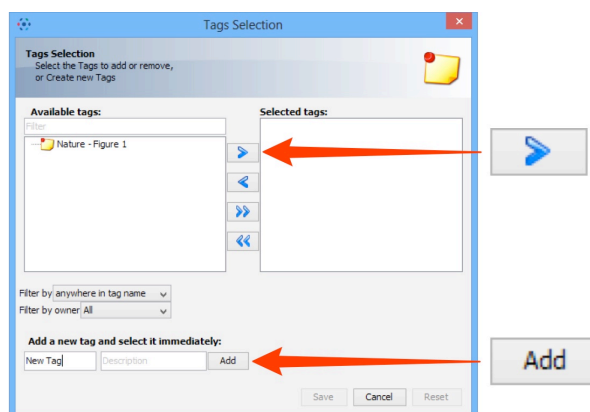 Tags Selection
Tags Selection
Select the Tags to add or remove,
or Create new Tags
Available tags:
Selected tags:
Filter
Nature - Figure 1
Filter by anywhere in tag name
Filter by owner All
Add a new tag and select it immediately:
New Tag Description Add
Add
Save Cancel Reset